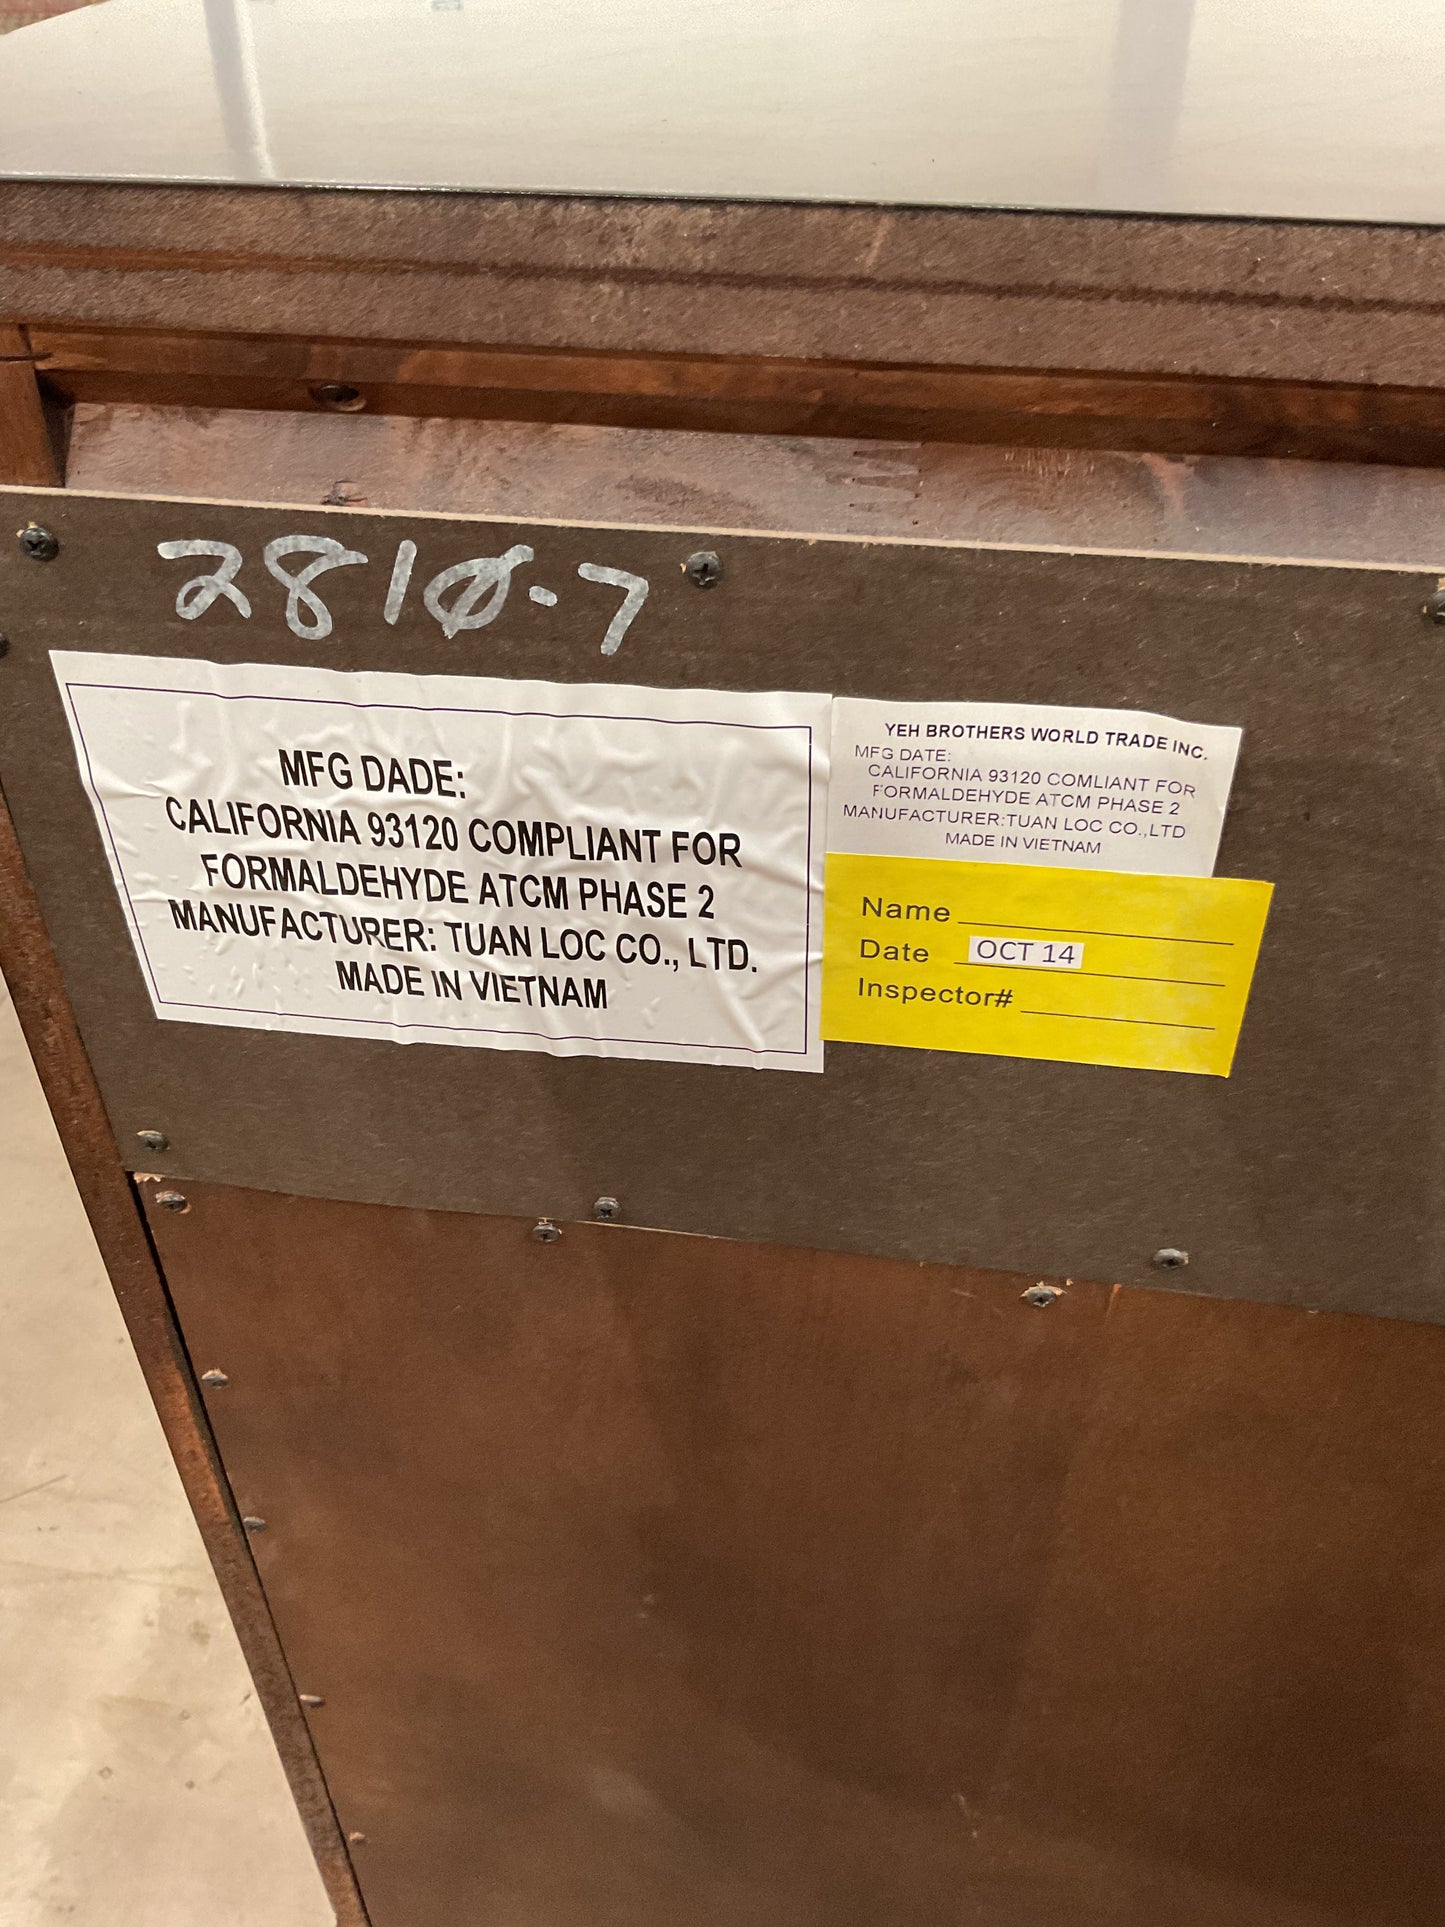 2810-7
MFG DADE:
CALIFORNIA 93120 COMPLIANT FOR
FORMALDEHYDE ATCM PHASE 2
MANUFACTURER: TUAN LOC CO., LTD.
MADE IN VIETNAM
YEH BROTHERS WORLD TRADE INC.
MFG DATE:
CALIFORNIA 93120 COMLIANT FOR
FORMALDEHYDE ATCM PHASE 2
MANUFACTURER:TUAN LOC CO.,LTD
MADE IN VIETNAM
Name
Date OCT 14
Inspector#